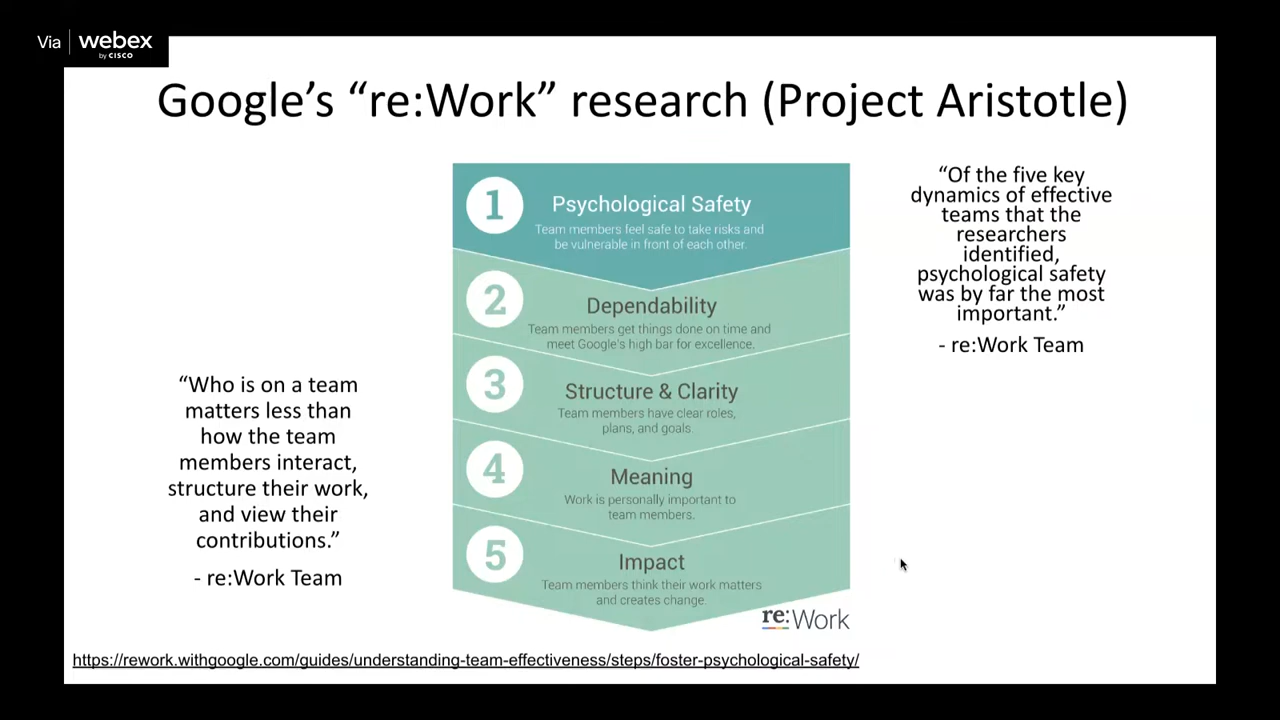 Via webex
by CISCO
Google’s “re:Work” research (Project Aristotle)
1
Psychological Safety
Team members feel safe to take risks and
be vulnerable in front of each other.
2
Dependability
Team members get things done on time and
meet Google's high bar for excellence.
3
Structure & Clarity
Team members have clear roles,
plans, and goals.
4
Meaning
Work is personally important to
team members.
5
Impact
Team members think their work matters
and creates change.
re:Work
“Of the five key
dynamics of effective
teams that the
researchers
identified,
psychological safety
was by far the most
important.”
- re:Work Team
“Who is on a team
matters less than
how the team
members interact,
structure their work,
and view their
contributions.”
- re:Work Team
https://rework.withgoogle.com/guides/understanding-team-effectiveness/steps/foster-psychological-safety/